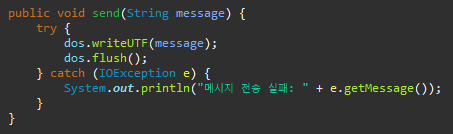 public void send(String message) {
    try {
        dos.writeUTF(message);
        dos.flush();
    } catch (IOException e) {
        System.out.println("메시지 전송 실패: " + e.getMessage());
    }
}